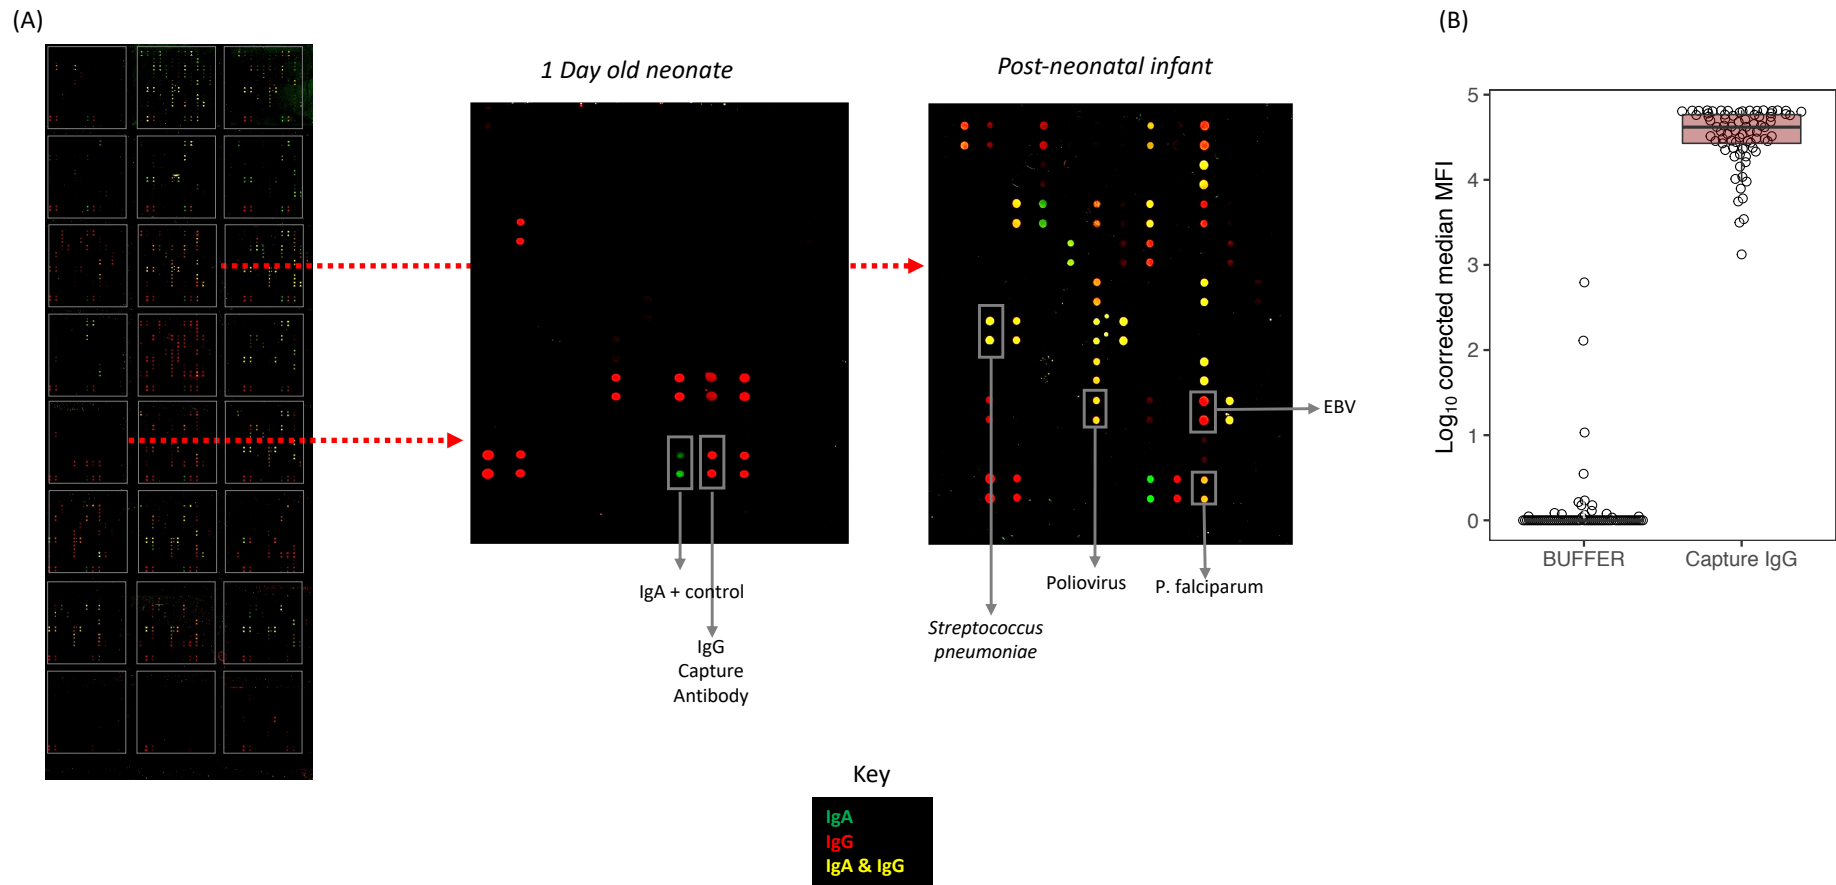 (A)
(B)
1 Day old neonate
Post-neonatal infant
IgA + control
IgG
Capture
Antibody
Streptococcus
pneumoniae
Poliovirus
P. falciparum
EBV
Key
IgA
IgG
IgA & IgG
Log10 corrected median MFI
5
4
3
2
1
0
BUFFER
Capture IgG